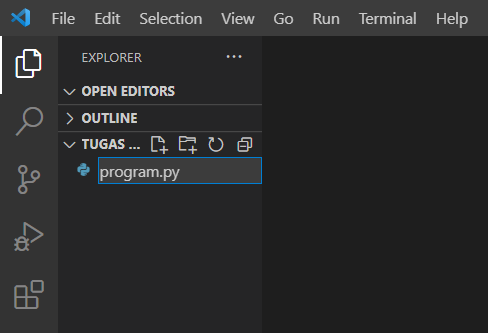 File Edit Selection View Go Run Terminal Help
EXPLORER ...
OPEN EDITORS
OUTLINE
TUGAS ...
program.py